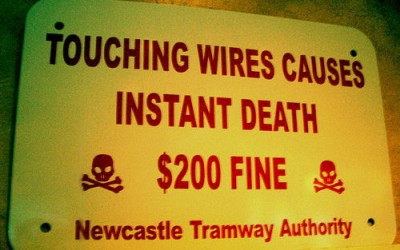 TOUCHING WIRES CAUSES
INSTANT DEATH
$200 FINE
Newcastle Tramway Authority